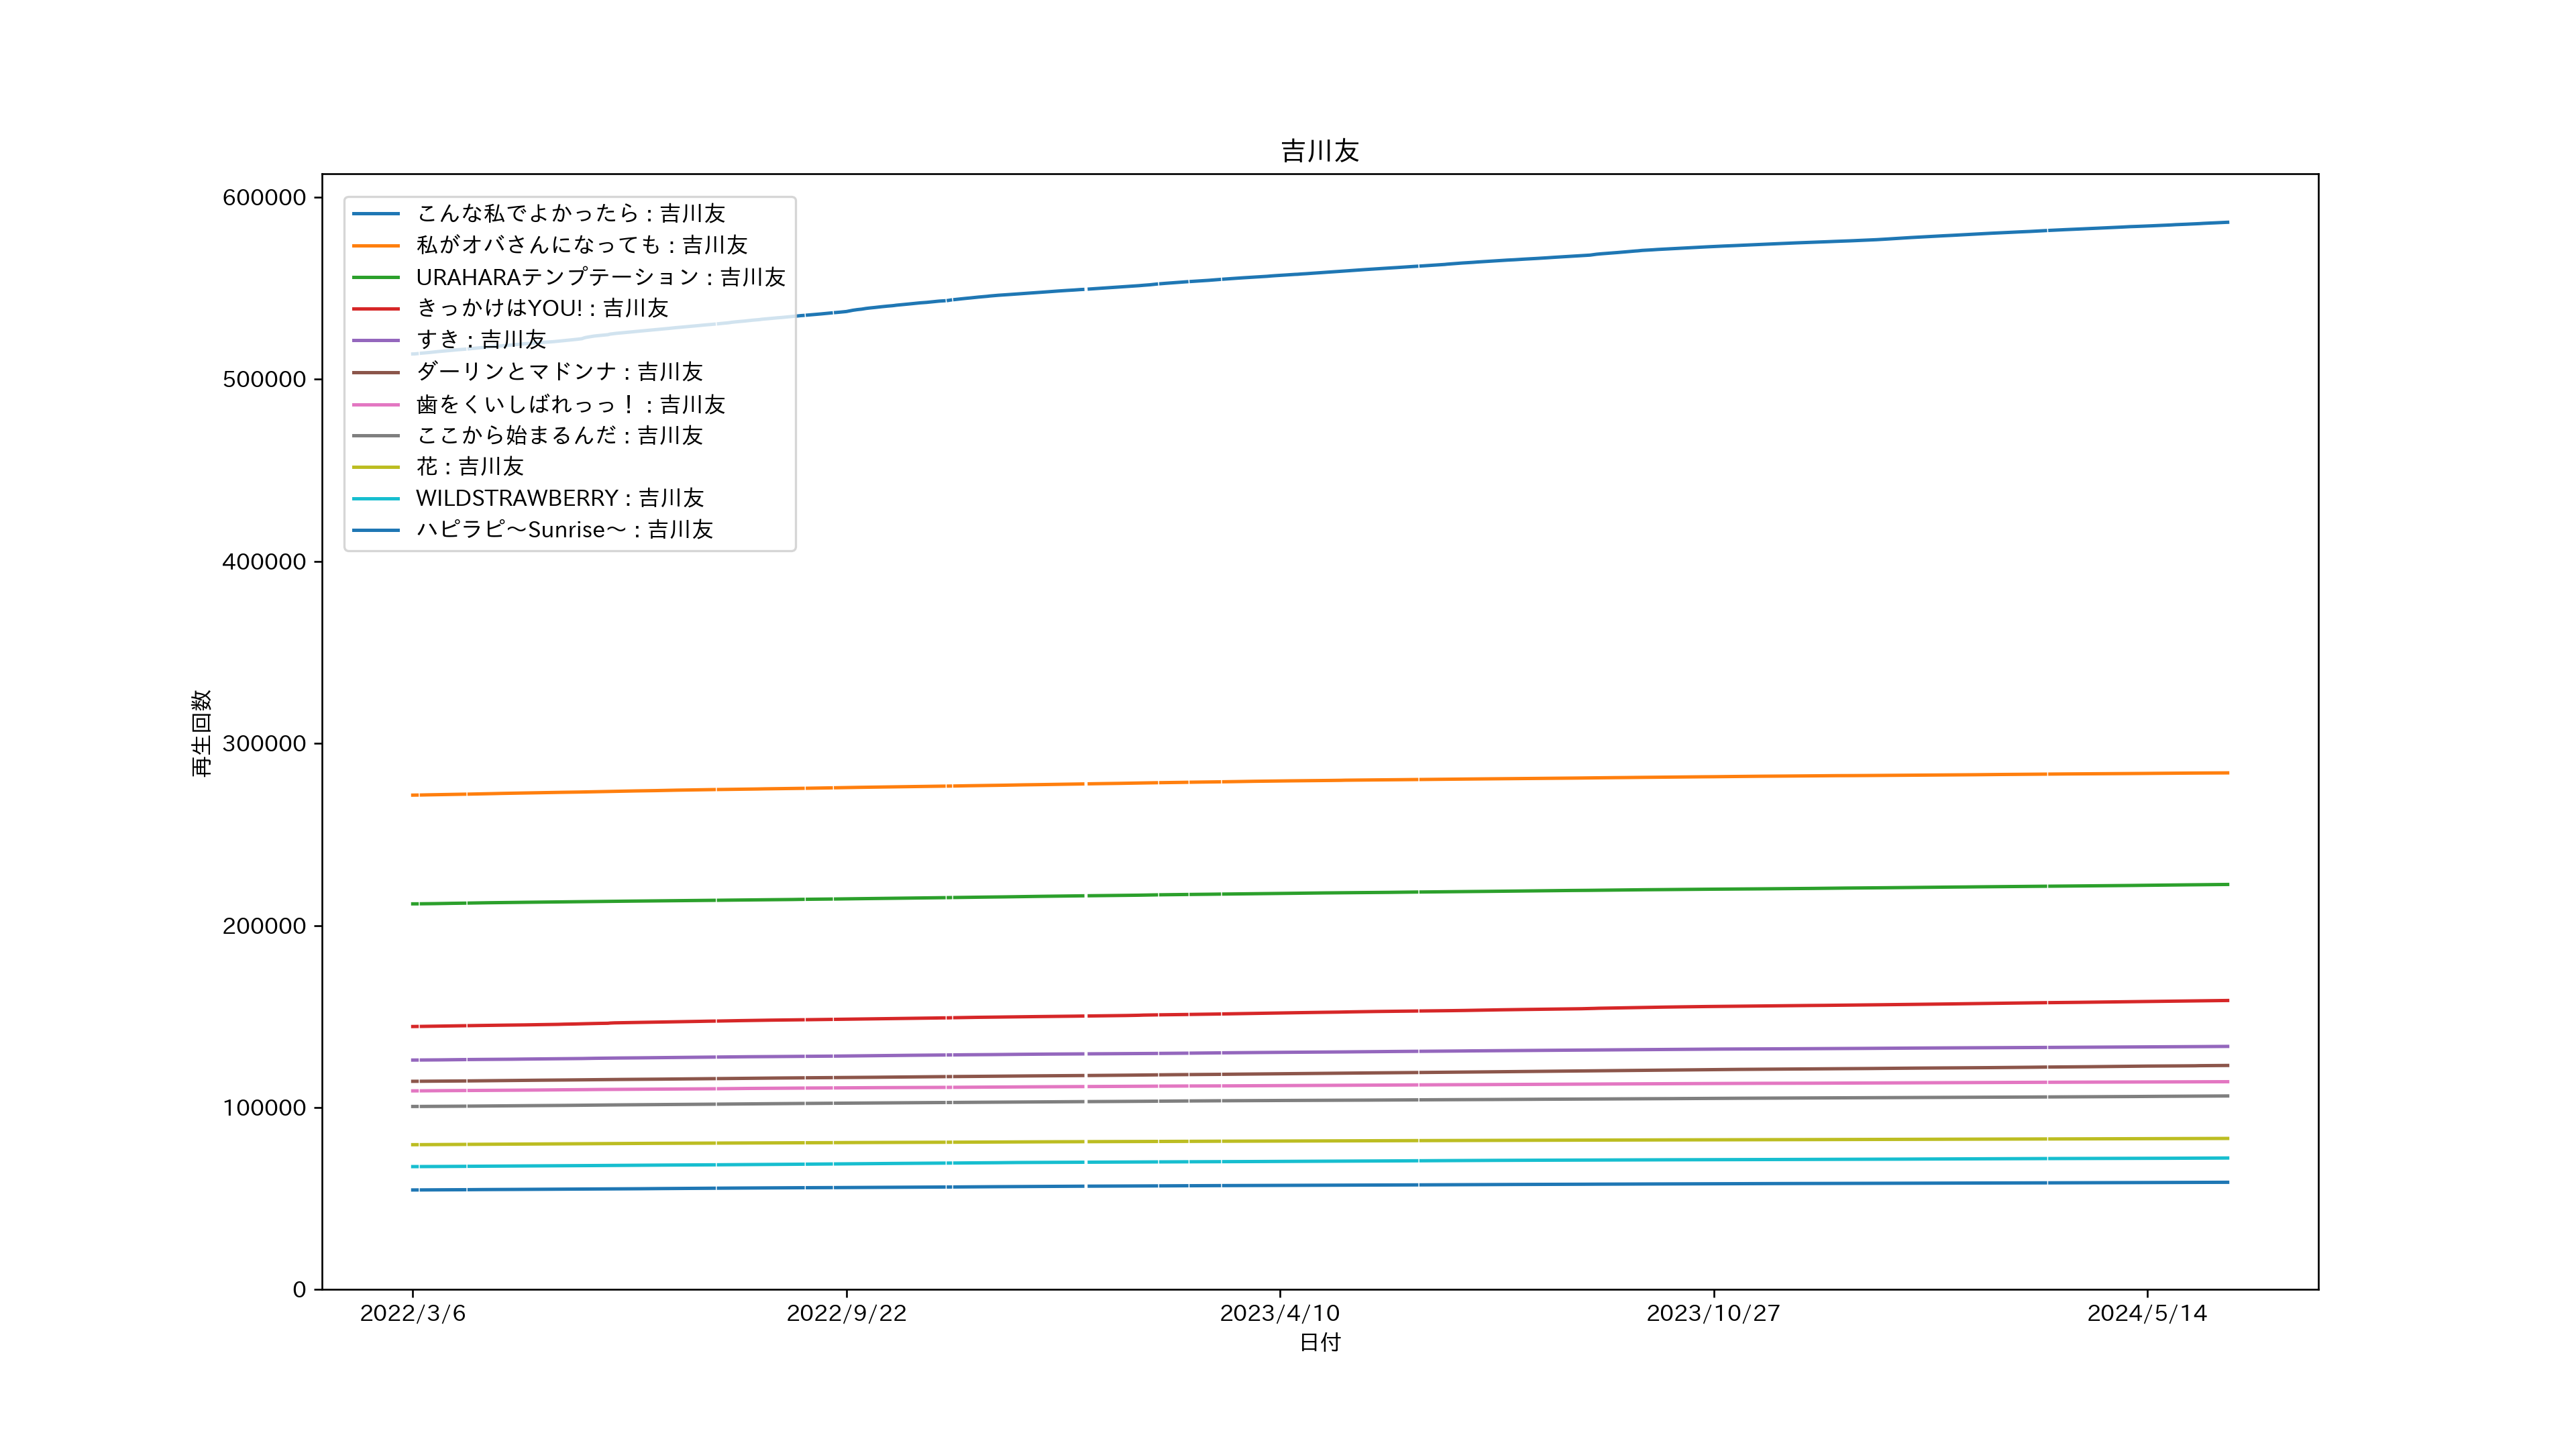 吉川友
600000
500000
400000
300000
200000
100000
0
再生回数
こんな私でよかったら : 吉川友
私がオバさんになっても : 吉川友
URAHARAテンプテーション : 吉川友
きっかけはYOU! : 吉川友
すき : 吉川友
ダーリンとマドンナ : 吉川友
歯をくいしばれっっ！ : 吉川友
ここから始まるんだ : 吉川友
花 : 吉川友
WILDSTRAWBERRY : 吉川友
ハピラピ～Sunrise～ : 吉川友
2022/3/6
2022/9/22
2023/4/10
2023/10/27
2024/5/14
日付